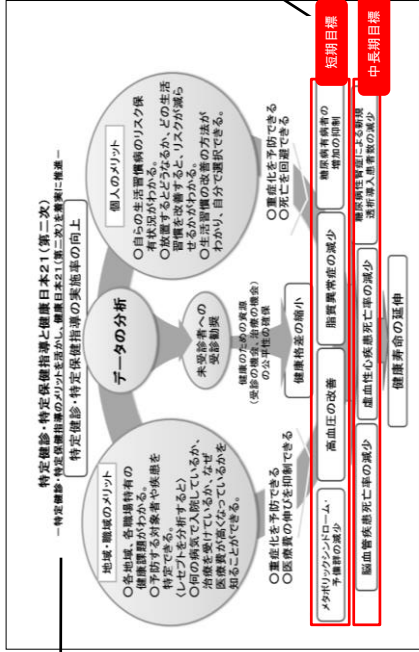 特定健診・特定保健指導と健康日本21(第二次)
―特定健診・特定保健指導のメリットを活かし、健康日本21(第二次)を着実に推進―
特定健診・特定保健指導の実施率の向上
データの分析
地域・職域のメリット
○各地域、各職場特有の
健康課題がわかる。
○予防する対象者や疾患を
特定できる。
(レセプトを分析すると)
○何の病気で入院しているか、
治療を受けているか、なぜ
医療費が高くなっているかを
知ることができる。
個人のメリット
○自らの生活習慣病のリスク保
有状況がわかる。
○放置するとどうなるか、どの生活
習慣を改善すると、リスクが減ら
せるかがわかる。
○生活習慣の改善の方法が
わかり、自分で選択できる。
未受診者への
受診勧奨
健康のための資源
(受診の機会、治療の機会)
の公平性の確保
○重症化を予防できる
○医療費の伸びを抑制できる
健康格差の縮小
○重症化を予防できる
○死亡を回避できる
メタボリックシンドローム・
予備群の減少
高血圧の改善
脂質異常症の減少
糖尿病有病者の
増加の抑制
短期目標
脳血管疾患死亡率の減少
虚血性心疾患死亡率の減少
糖尿病性腎症による新規
透析導入患者数の減少
中長期目標
健康寿命の延伸